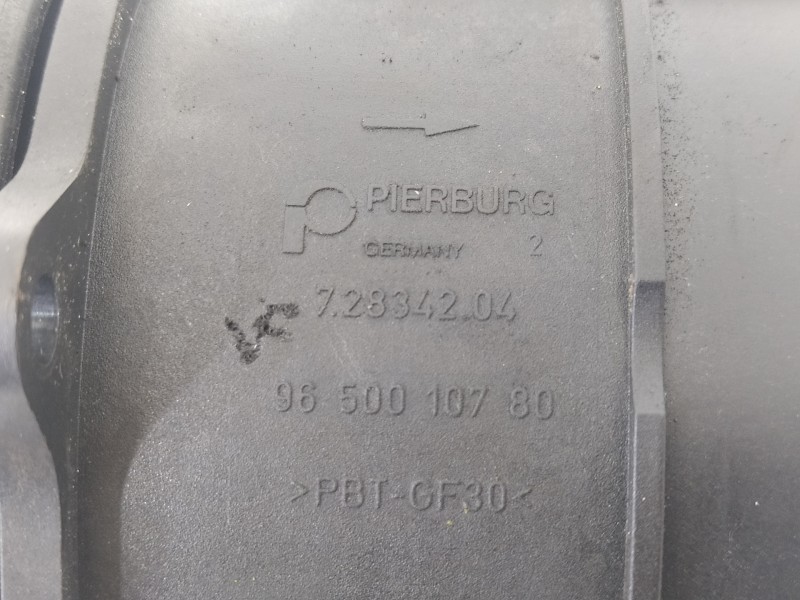 PIERBURG
GERMANY 2
7.28342.04
96 500 107 80
>PBT-GF30<